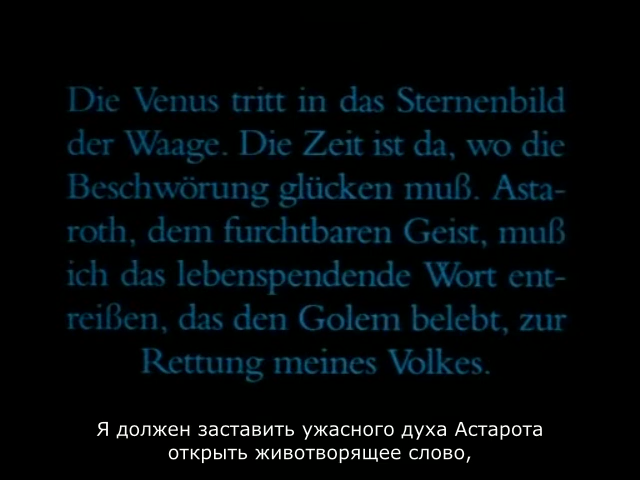 Die Venus tritt in das Sternenbild
der Waage. Die Zeit ist da, wo die
Beschwörung glücken muß. Asta-
roth, dem furchtbaren Geist, muß
ich das lebenspendende Wort ent-
reißen, das den Golem belebt, zur
Rettung meines Volkes.
Я должен заставить ужасного духа Астарота
открыть животворящее слово,